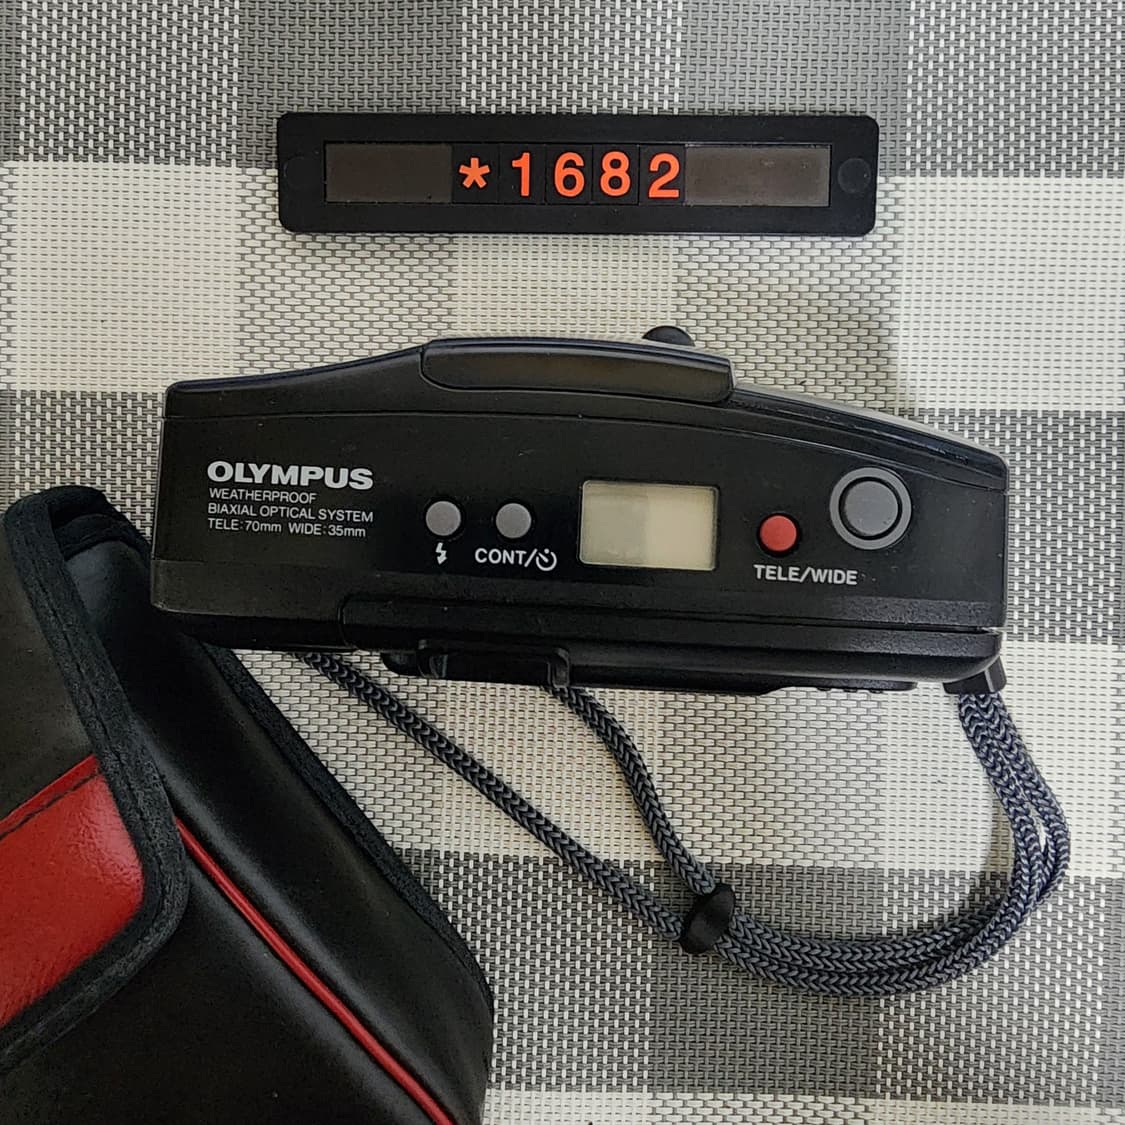 *1682
OLYMPUS
WEATHERPROOF
BIAXIAL OPTICAL SYSTEM
TELE:70mm WIDE:35mm
CONT/
TELE/WIDE